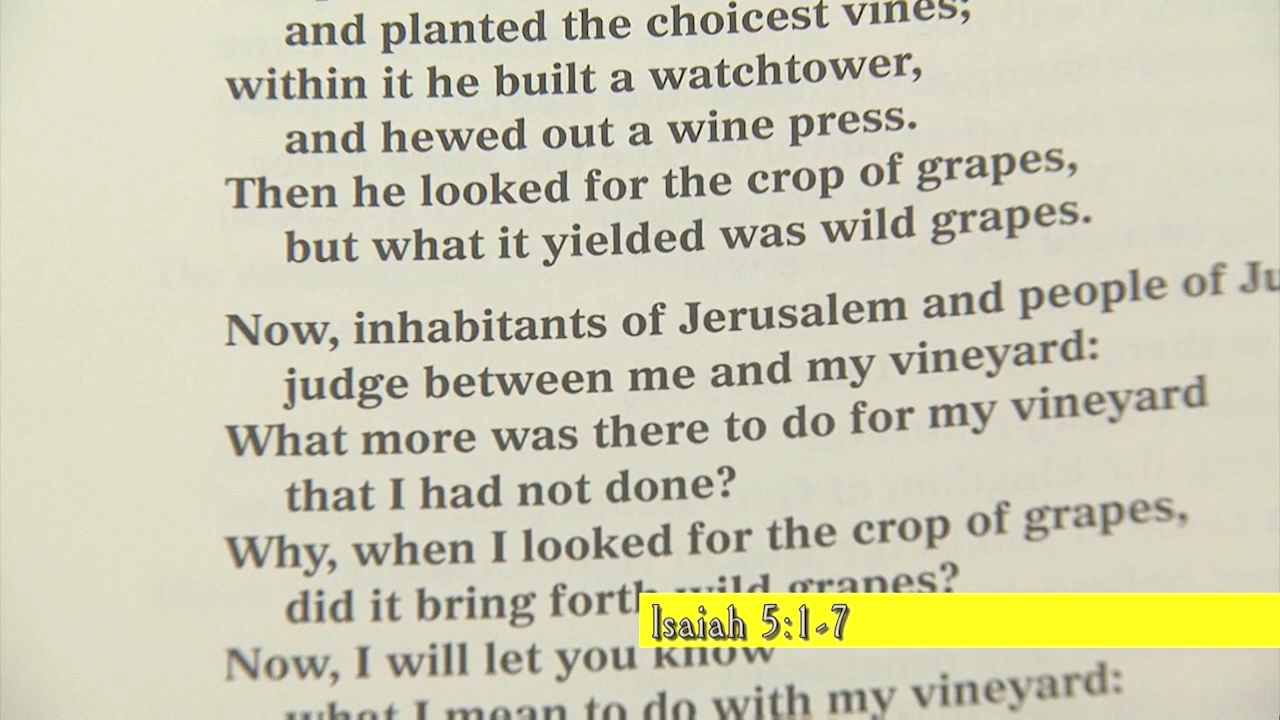 and planted the choicest vines;
within it he built a watchtower,
and hewed out a wine press.
Then he looked for the crop of grapes,
but what it yielded was wild grapes.
Now, inhabitants of Jerusalem and people of Ju
judge between me and my vineyard:
What more was there to do for my vineyard
that I had not done?
Why, when I looked for the crop of grapes,
did it bring forth wild grapes?
Isaiah 5:1-7
Now, I will let you know
what I mean to do with my vineyard: